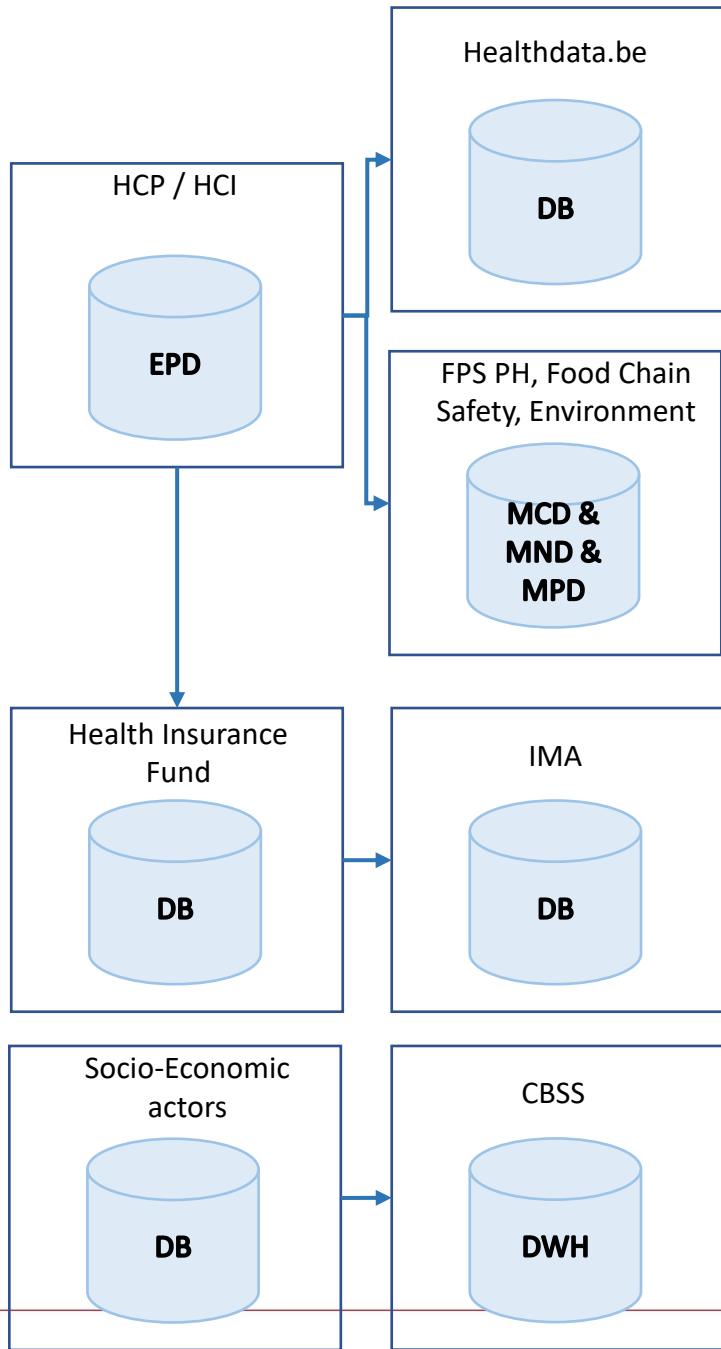 Healthdata.be
DB
HCP / HCI
EPD
FPS PH, Food Chain
Safety, Environment
MCD &
MND &
MPD
Health Insurance
Fund
DB
IMA
DB
Socio-Economic
actors
DB
CBSS
DWH